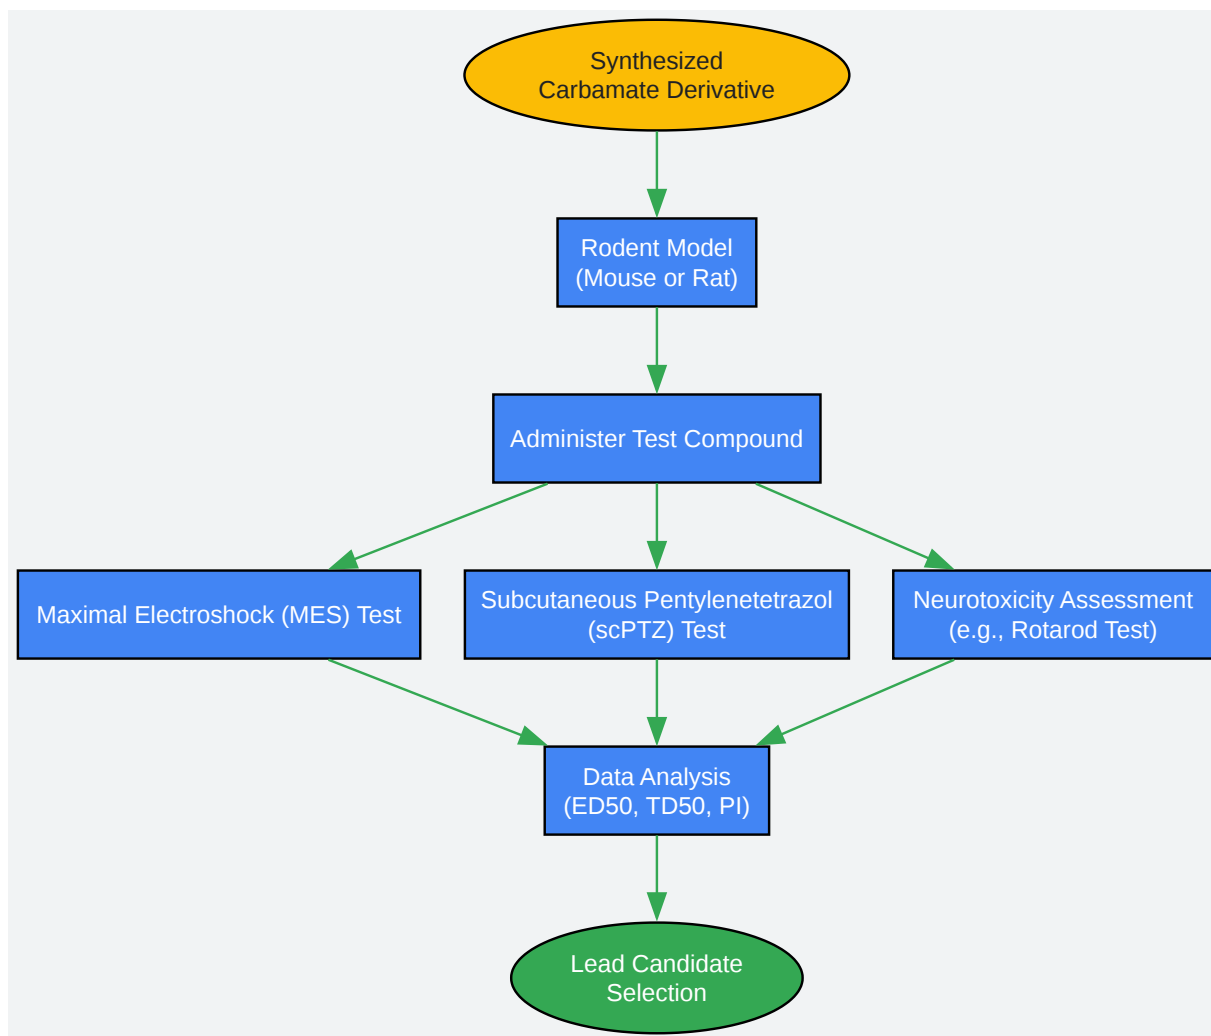 Synthesized
Carbamate Derivative
Rodent Model
(Mouse or Rat)
Administer Test Compound
Maximal Electroshock (MES) Test
Subcutaneous Pentylenetetrazol
(scPTZ) Test
Neurotoxicity Assessment
(e.g., Rotarod Test)
Data Analysis
(ED50, TD50, PI)
Lead Candidate
Selection